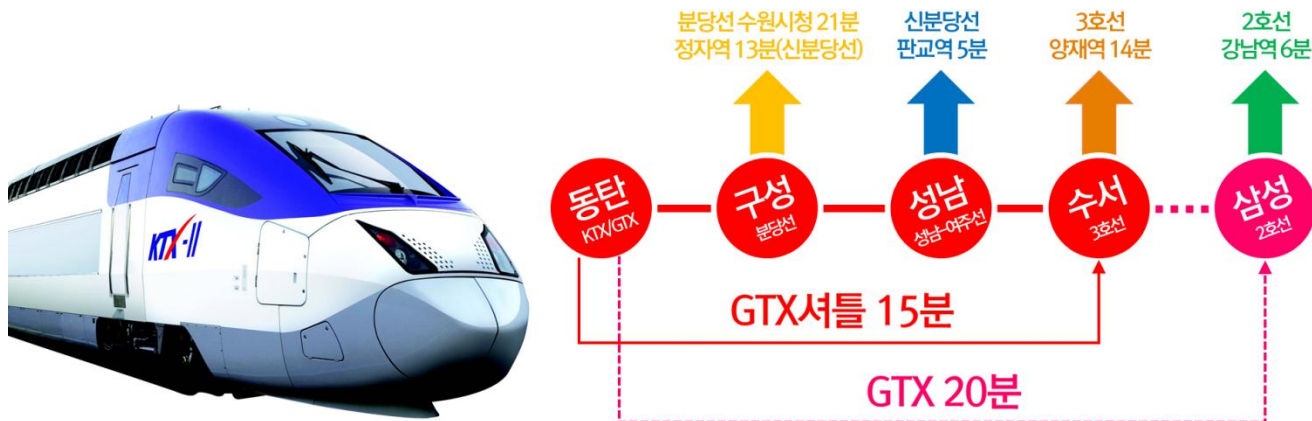 분당선 수원시청 21분
정자역 13분(신분당선)
신분당선
판교역 5분
3호선
양재역 14분
2호선
강남역 6분
KTX-II
동탄
KTX/GTX
구성
분당선
성남
성남-여주선
수서
3호선
삼성
2호선
GTX셔틀 15분
GTX 20분